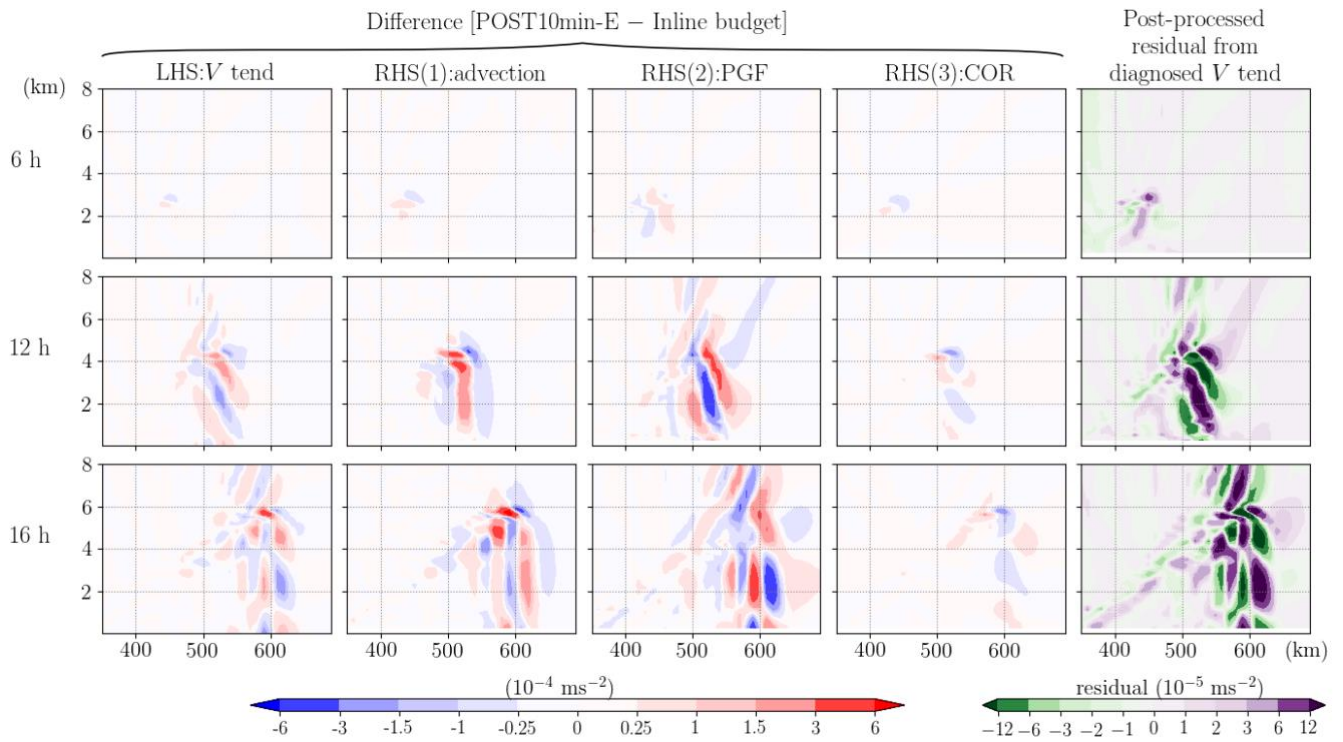 Difference [POST10min-E − Inline budget]
Post-processed
residual from
diagnosed V tend
LHS:V tend
RHS(1):advection
RHS(2):PGF
RHS(3):COR
(km)
8
6
4
2
6 h
8
6
4
2
12 h
8
6
4
2
16 h
400 500 600
400 500 600
400 500 600
400 500 600
400 500 600 (km)
(10⁻⁴ ms⁻²)
-6 -3 -1.5 -1 -0.25 0 0.25 1 1.5 3 6
residual (10⁻⁵ ms⁻²)
−12 −6 −3 −2 −1 0 1 2 3 6 12